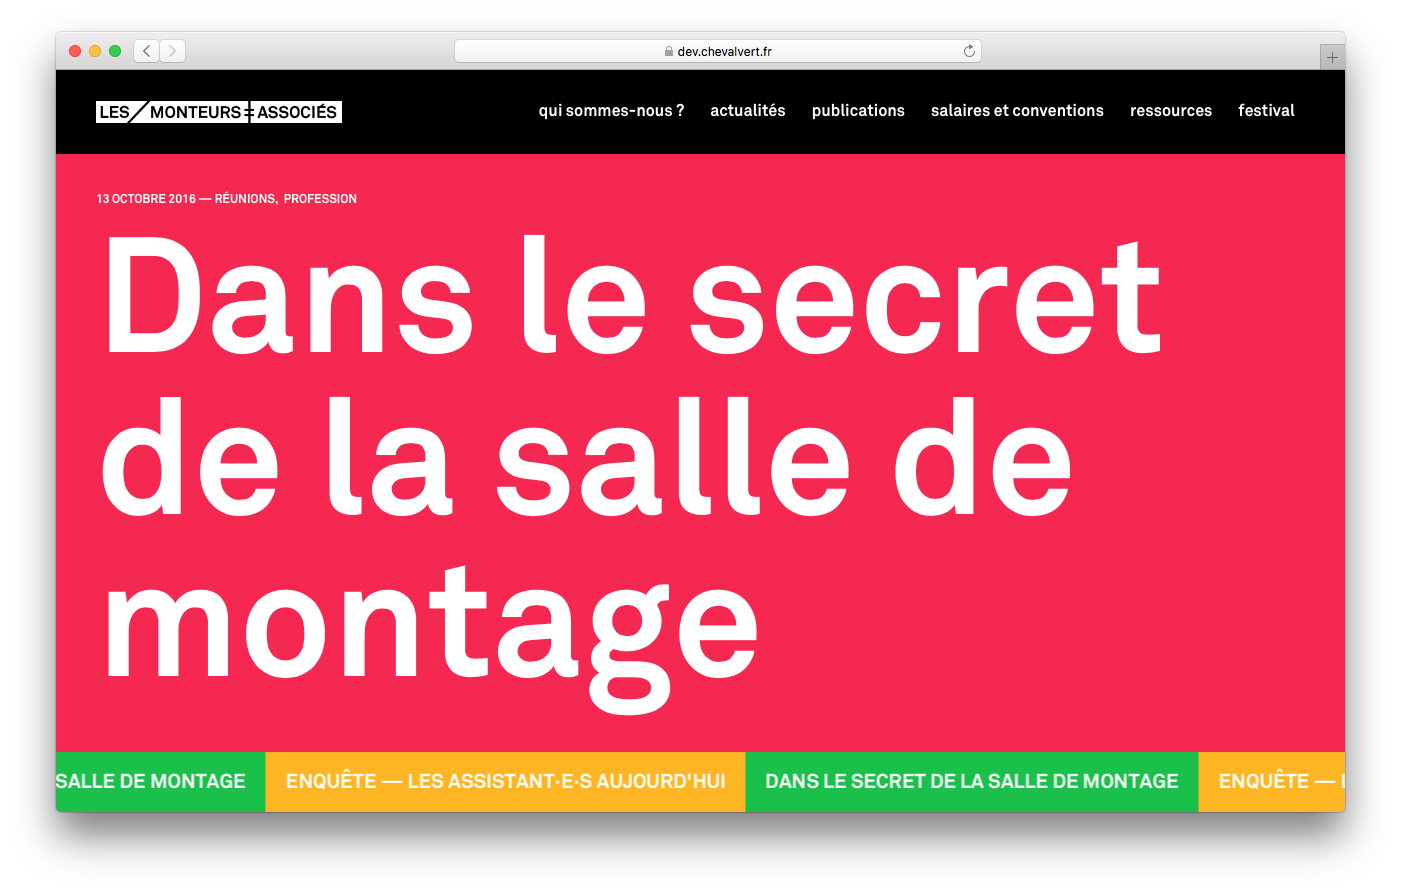 dev.chevalvert.fr
LES MONTEURS ASSOCIÉS
qui sommes-nous ? actualités publications salaires et conventions ressources festival
13 OCTOBRE 2016 — RÉUNIONS, PROFESSION
Dans le secret
de la salle de
montage
SALLE DE MONTAGE ENQUÊTE — LES ASSISTANT·E·S AUJOURD'HUI DANS LE SECRET DE LA SALLE DE MONTAGE ENQUÊTE —